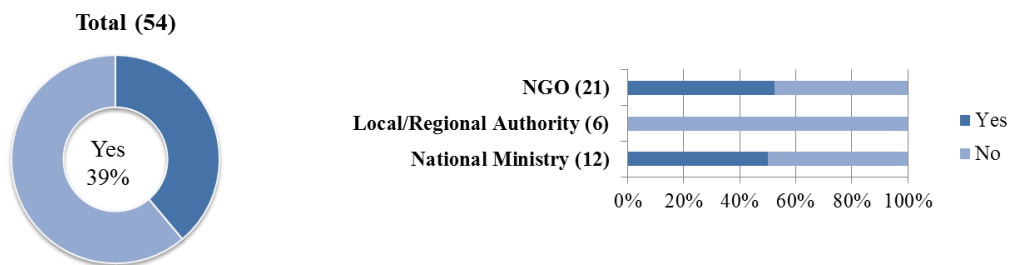 Total (54)
Yes
39%
NGO (21)
Local/Regional Authority (6)
National Ministry (12)
0% 20% 40% 60% 80% 100%
Yes
No